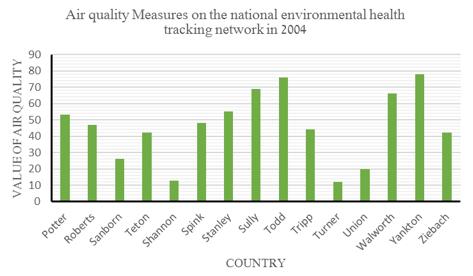 Air quality Measures on the national environmental health
tracking network in 2004
VALUE OF AIR QUALITY
90
80
70
60
50
40
30
20
10
0
Potter
Roberts
Sanborn
Teton
Shannon
Spink
Stanley
Sully
Todd
Tripp
Turner
Union
Walworth
Yankton
Ziebach
COUNTRY